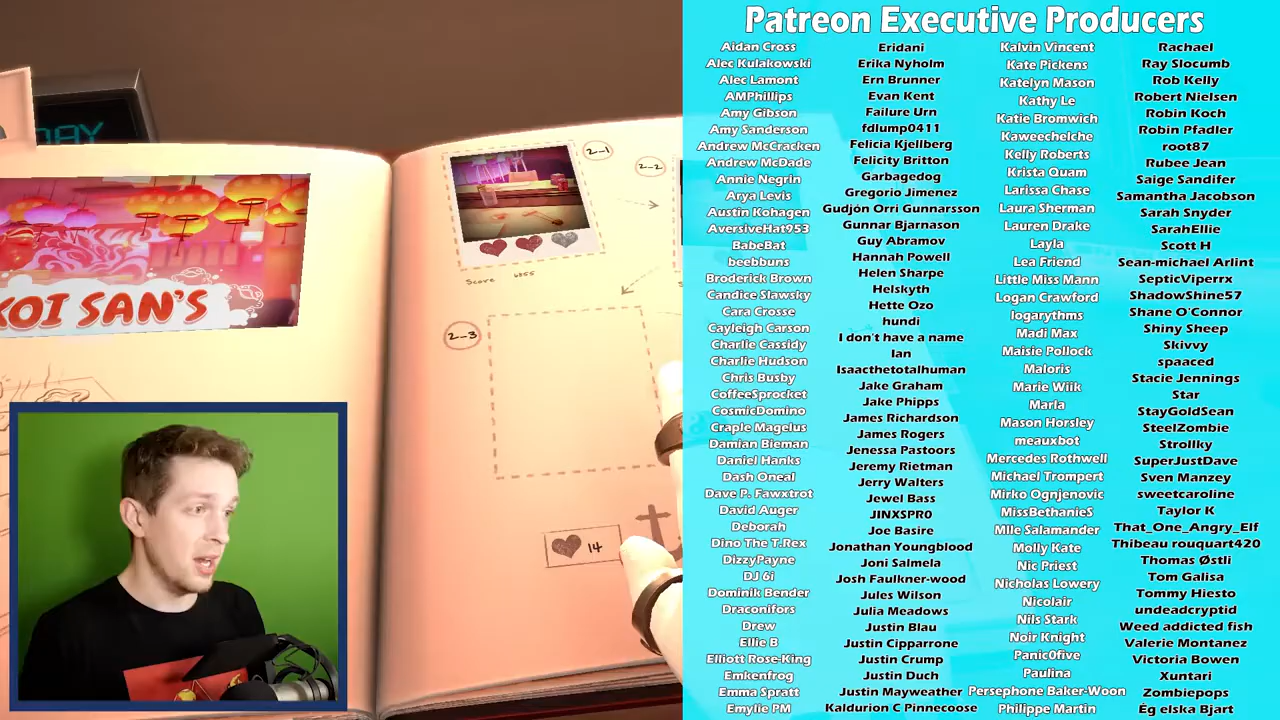 DAY
KOI SAN'S
2-1
2-2
Score 6855
2-3
14
Patreon Executive Producers
Aidan Cross
Alec Kulakowski
Alec Lamont
AMPhillips
Amy Gibson
Amy Sanderson
Andrew McCracken
Andrew McDade
Annie Negrin
Arya Levis
Austin Kohagen
AversiveHat953
BabeBat
beebbuns
Broderick Brown
Candice Slawsky
Cara Crosse
Cayleigh Carson
Charlie Cassidy
Charlie Hudson
Chris Busby
CoffeeSprocket
CosmicDomino
Craple Magelus
Damian Bieman
Daniel Hanks
Dash Oneal
Dave P. Fawxtrot
David Auger
Deborah
Dino The T.Rex
DizzyPayne
DJ 6i
Dominik Bender
Draconifors
Drew
Ellie B
Elliott Rose-King
Emkenfrog
Emma Spratt
Emylie PM
Eridani
Erika Nyholm
Ern Brunner
Evan Kent
Failure Urn
fdlump0411
Felicia Kjellberg
Felicity Britton
Garbagedog
Gregorio Jimenez
Gudjón Orri Gunnarsson
Gunnar Bjarnason
Guy Abramov
Hannah Powell
Helen Sharpe
Helskyth
Hette Ozo
hundi
I don't have a name
Ian
Isaacthetotalhuman
Jake Graham
Jake Phipps
James Richardson
James Rogers
Jenessa Pastoors
Jeremy Rietman
Jerry Walters
Jewel Bass
JINXSPR0
Joe Basire
Jonathan Youngblood
Joni Salmela
Josh Faulkner-wood
Jules Wilson
Julia Meadows
Justin Blau
Justin Cipparrone
Justin Crump
Justin Duch
Justin Mayweather
Kaldurion C Pinnecoose
Kalvin Vincent
Kate Pickens
Katelyn Mason
Kathy Le
Katie Bromwich
Kaweechelche
Kelly Roberts
Krista Quam
Larissa Chase
Laura Sherman
Lauren Drake
Layla
Lea Friend
Little Miss Mann
Logan Crawford
logarythms
Madi Max
Maisie Pollock
Maloris
Marie Wiik
Marla
Mason Horsley
meauxbot
Mercedes Rothwell
Michael Trompert
Mirko Ognjenovic
MissBethanieS
Mlle Salamander
Molly Kate
Nic Priest
Nicholas Lowery
Nicolair
Nils Stark
Noir Knight
Panic0five
Paulina
Persephone Baker-Woon
Philippe Martin
Rachael
Ray Slocumb
Rob Kelly
Robert Nielsen
Robin Koch
Robin Pfadler
root87
Rubee Jean
Saige Sandifer
Samantha Jacobson
Sarah Snyder
SarahEllie
Scott H
Sean-michael Arlint
SepticViperrx
ShadowShine57
Shane O'Connor
Shiny Sheep
Skivvy
spaaced
Stacie Jennings
Star
StayGoldSean
SteelZombie
Strollky
SuperJustDave
Sven Manzey
sweetcaroline
Taylor K
That_One_Angry_Elf
Thibeau rouquart420
Thomas Østli
Tom Galisa
Tommy Hiesto
undeadcryptid
Weed addicted fish
Valerie Montanez
Victoria Bowen
Xuntari
Zombiepops
Ég elska Bjart